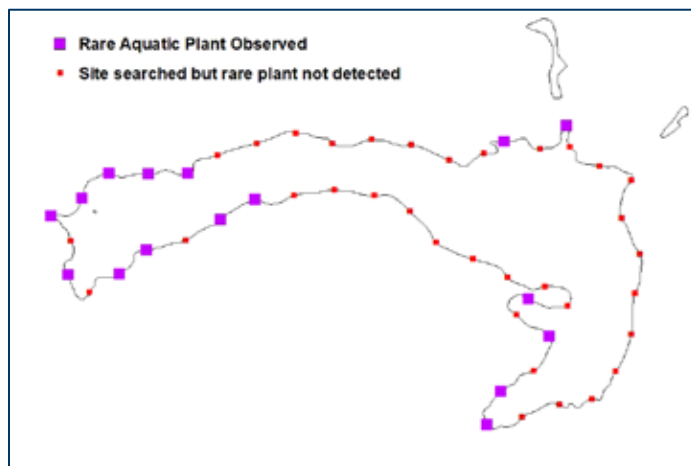 Rare Aquatic Plant Observed
Site searched but rare plant not detected